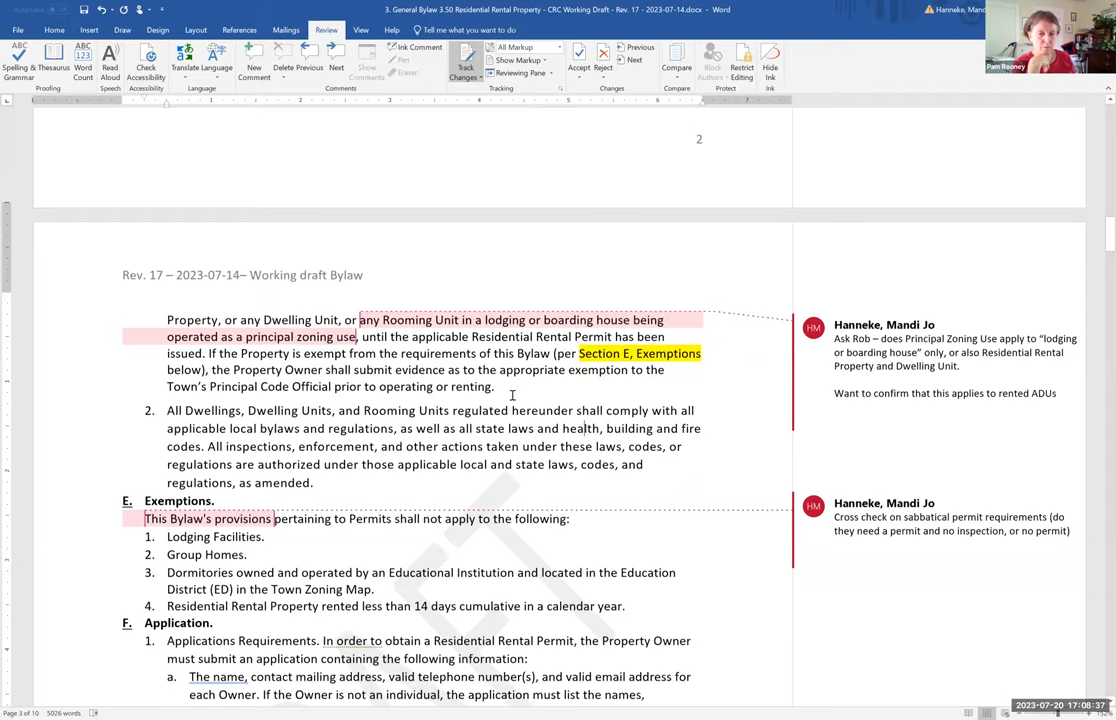 3. General Bylaw 3.50 Residential Rental Property - CRC Working Draft - Rev. 17 - 2023-07-14.docx - Word
Hanneke, Mandi
File Home Insert Draw Design Layout References Mailings Review View Help Tell me what you want to do
Spelling & Grammar Thesaurus Word Count Read Aloud Check Accessibility Translate Language New Comment Delete Previous Next Show Comments Ink Comment Pen Eraser Track Changes All Markup Show Markup Reviewing Pane Accept Reject Previous Next Compare Block Authors Restrict Editing Hide Ink
Proofing Speech Accessibility Language Comments Tracking Changes Compare Protect Ink
Pam Rooney
2
Rev. 17 – 2023-07-14– Working draft Bylaw
Property, or any Dwelling Unit, or any Rooming Unit in a lodging or boarding house being
operated as a principal zoning use, until the applicable Residential Rental Permit has been
issued. If the Property is exempt from the requirements of this Bylaw (per Section E, Exemptions
below), the Property Owner shall submit evidence as to the appropriate exemption to the
Town's Principal Code Official prior to operating or renting.
2. All Dwellings, Dwelling Units, and Rooming Units regulated hereunder shall comply with all
applicable local bylaws and regulations, as well as all state laws and health, building and fire
codes. All inspections, enforcement, and other actions taken under these laws, codes, or
regulations are authorized under those applicable local and state laws, codes, and
regulations, as amended.
E. Exemptions.
This Bylaw's provisions pertaining to Permits shall not apply to the following:
1. Lodging Facilities.
2. Group Homes.
3. Dormitories owned and operated by an Educational Institution and located in the Education
District (ED) in the Town Zoning Map.
4. Residential Rental Property rented less than 14 days cumulative in a calendar year.
F. Application.
1. Applications Requirements. In order to obtain a Residential Rental Permit, the Property Owner
must submit an application containing the following information:
a. The name, contact mailing address, valid telephone number(s), and valid email address for
each Owner. If the Owner is not an individual, the application must list the names,
HM Hanneke, Mandi Jo
Ask Rob – does Principal Zoning Use apply to "lodging
or boarding house" only, or also Residential Rental
Property and Dwelling Unit.
Want to confirm that this applies to rented ADUs
HM Hanneke, Mandi Jo
Cross check on sabbatical permit requirements (do
they need a permit and no inspection, or no permit)
DRAFT
Page 3 of 10 5026 words
2023-07-20 17:08:37